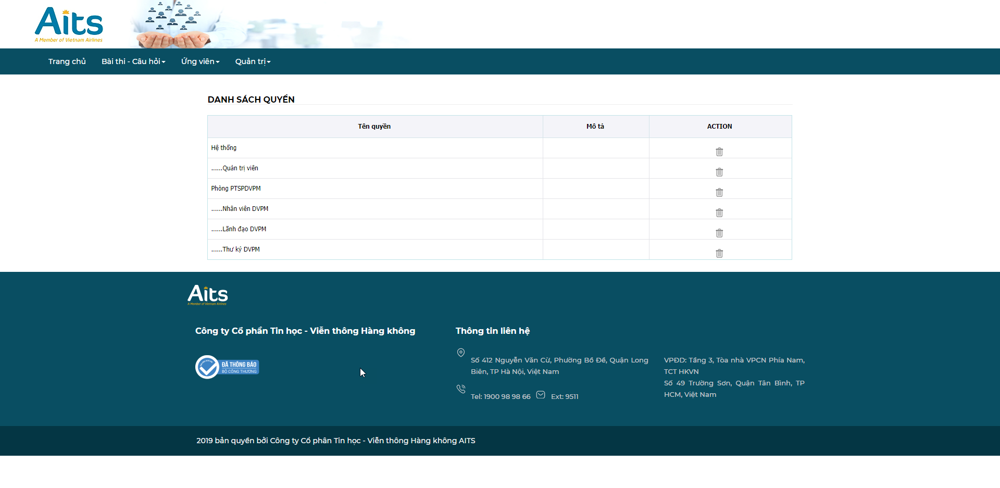 Aits
A Member of Vietnam Airlines
Trang chủ Bài thi - Câu hỏi Ứng viên Quản trị
DANH SÁCH QUYỀN
Tên quyền Mô tả ACTION
Hệ thống
......Quản trị viên
Phòng PTSPDVPM
......Nhân viên DVPM
......Lãnh đạo DVPM
......Thư ký DVPM
Aits
A Member of Vietnam Airlines
Công ty Cổ phần Tin học - Viễn thông Hàng không
Thông tin liên hệ
ĐÃ THÔNG BÁO
BỘ CÔNG THƯƠNG
Số 412 Nguyễn Văn Cừ, Phường Bồ Đề, Quận Long
Biên, TP Hà Nội, Việt Nam
Tel: 1900 98 98 66 Ext: 9511
VPĐD: Tầng 3, Tòa nhà VPCN Phía Nam,
TCT HKVN
Số 49 Trường Sơn, Quận Tân Bình, TP
HCM, Việt Nam
2019 bản quyền bởi Công ty Cổ phân Tin học - Viễn thông Hàng không AITS